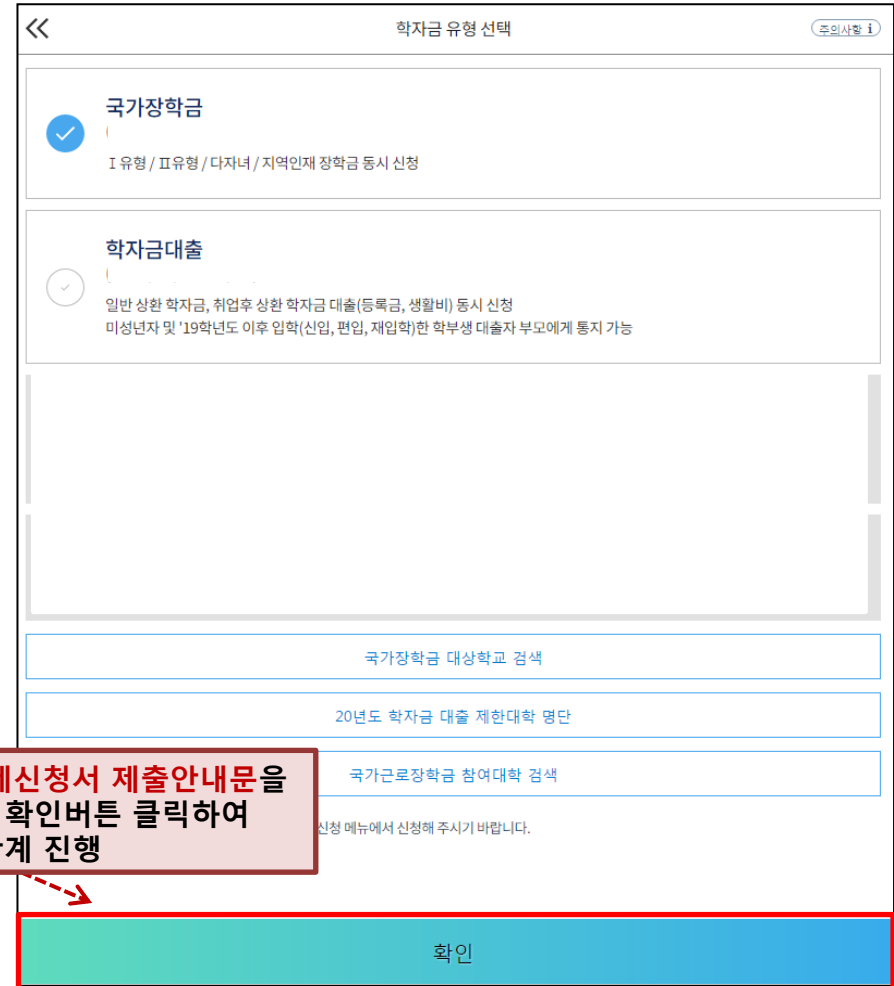 학자금 유형 선택
주의사항 i
국가장학금
Ⅰ유형 / Ⅱ유형 / 다자녀 / 지역인재 장학금 동시 신청
학자금대출
일반 상환 학자금, 취업후 상환 학자금 대출(등록금, 생활비) 동시 신청
미성년자 및 '19학년도 이후 입학(신입, 편입, 재입학)한 학부생 대출자 부모에게 통지 가능
국가장학금 대상학교 검색
20년도 학자금 대출 제한대학 명단
국가근로장학금 참여대학 검색
신청서 제출안내문을
확인버튼 클릭하여
진행
신청 메뉴에서 신청해 주시기 바랍니다.
확인